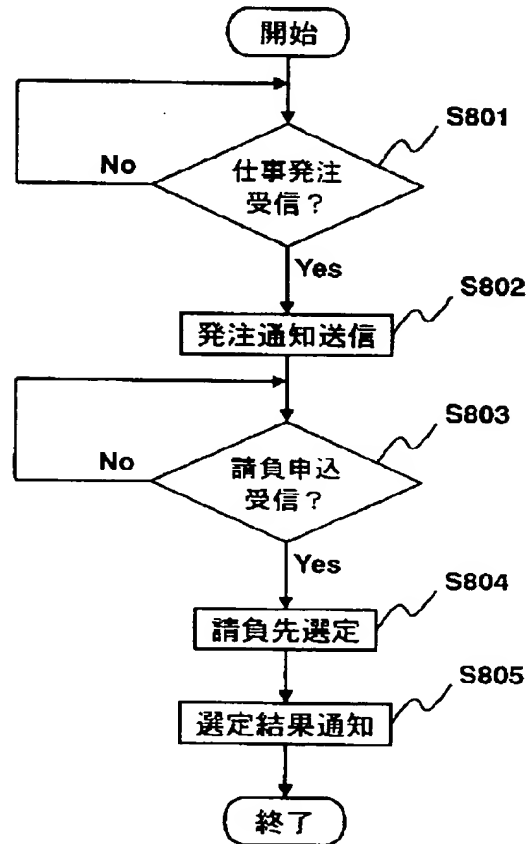 開始
S801
仕事発注
受信？
No
Yes
S802
発注通知送信
S803
請負申込
受信？
No
Yes
S804
請負先選定
S805
選定結果通知
終了